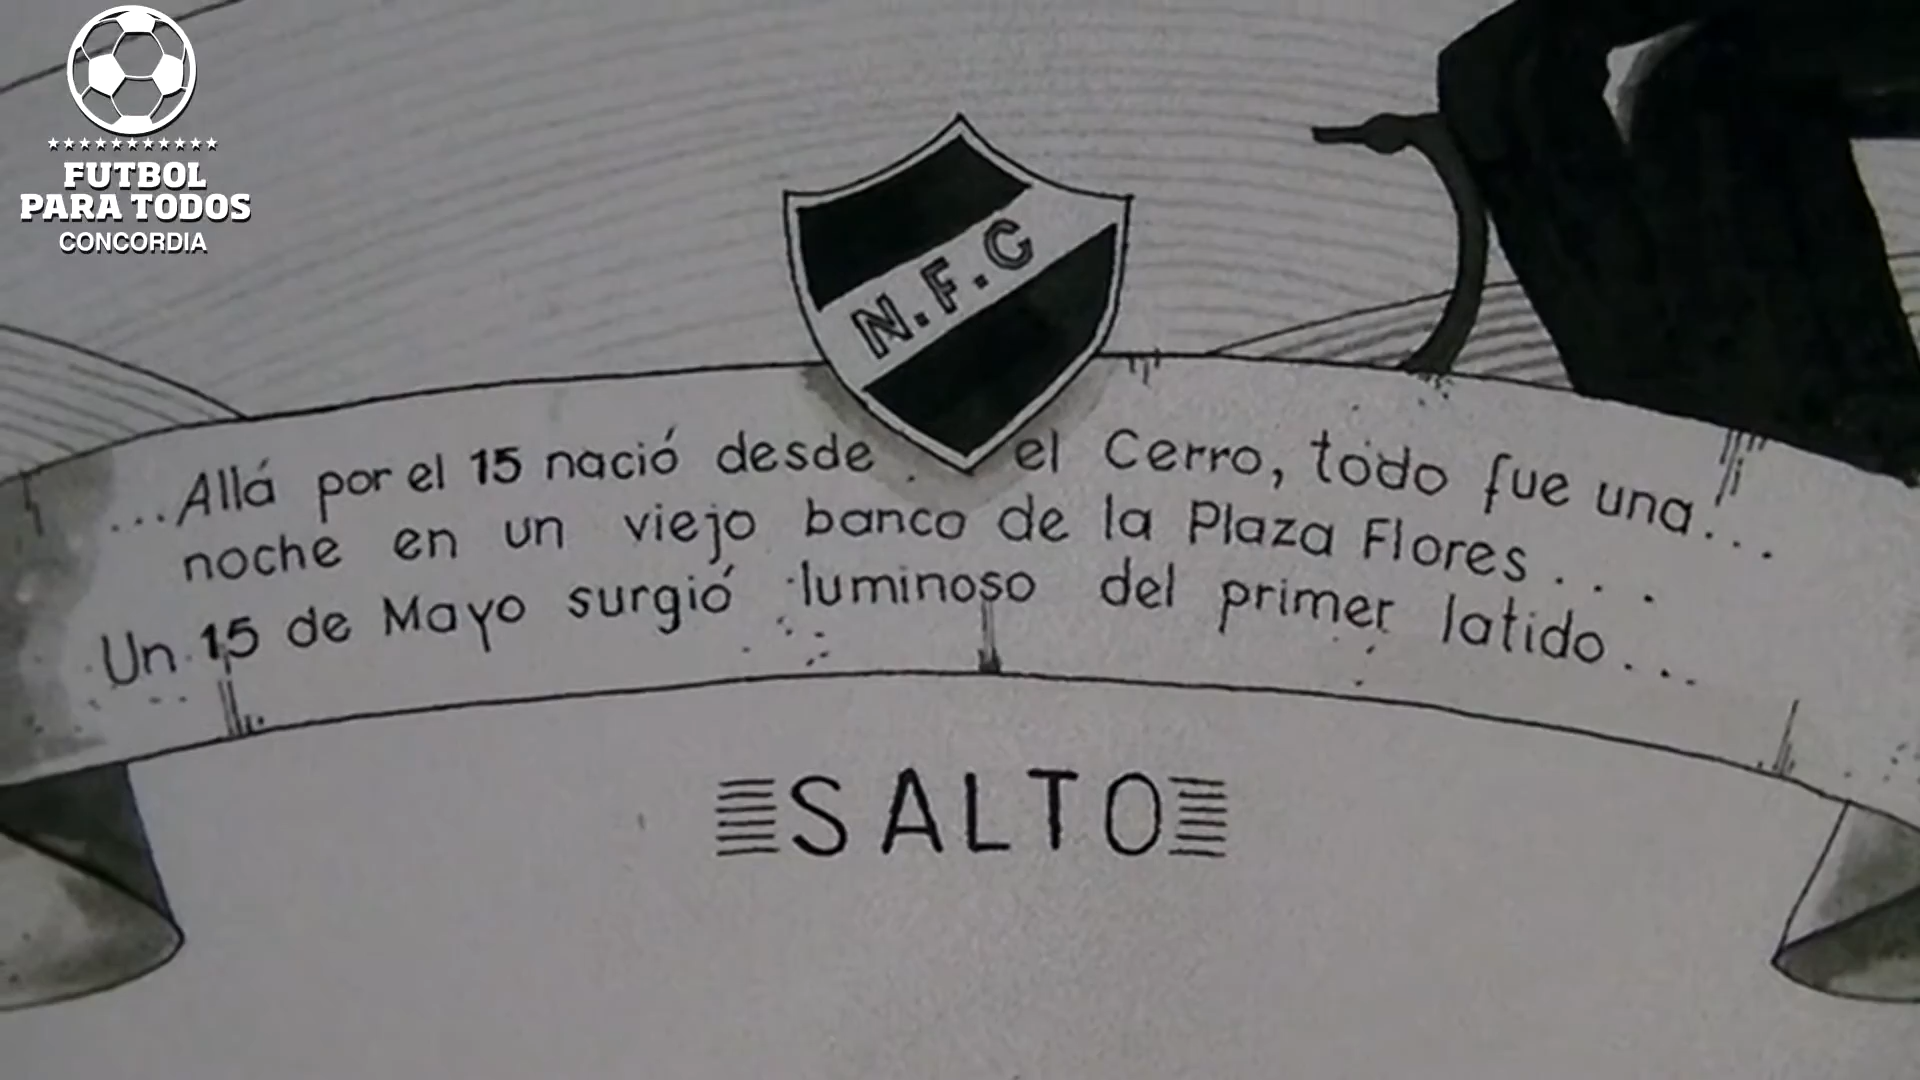 FUTBOL
PARA TODOS
CONCORDIA
N.F.C
...Allá por el 15 nació desde el Cerro, todo fue una...
noche en un viejo banco de la Plaza Flores...
Un 15 de Mayo surgió luminoso del primer latido...
SALTO